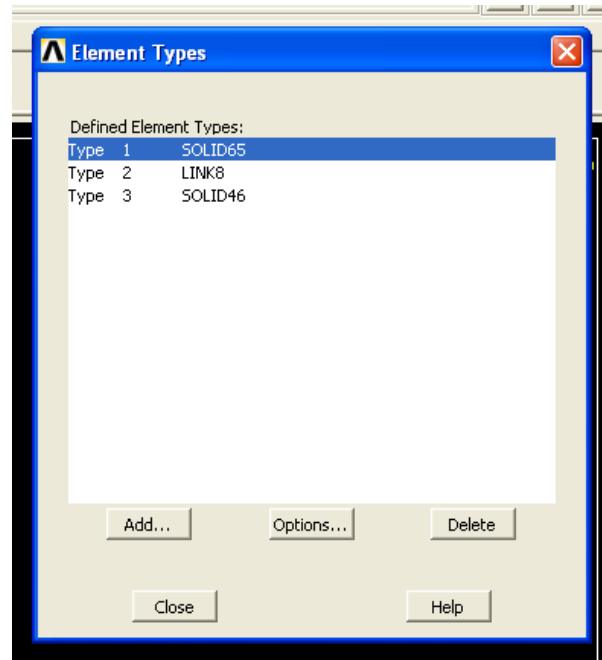 Element Types
Defined Element Types:
Type 1 SOLID65
Type 2 LINK8
Type 3 SOLID46
Add... Options... Delete
Close Help